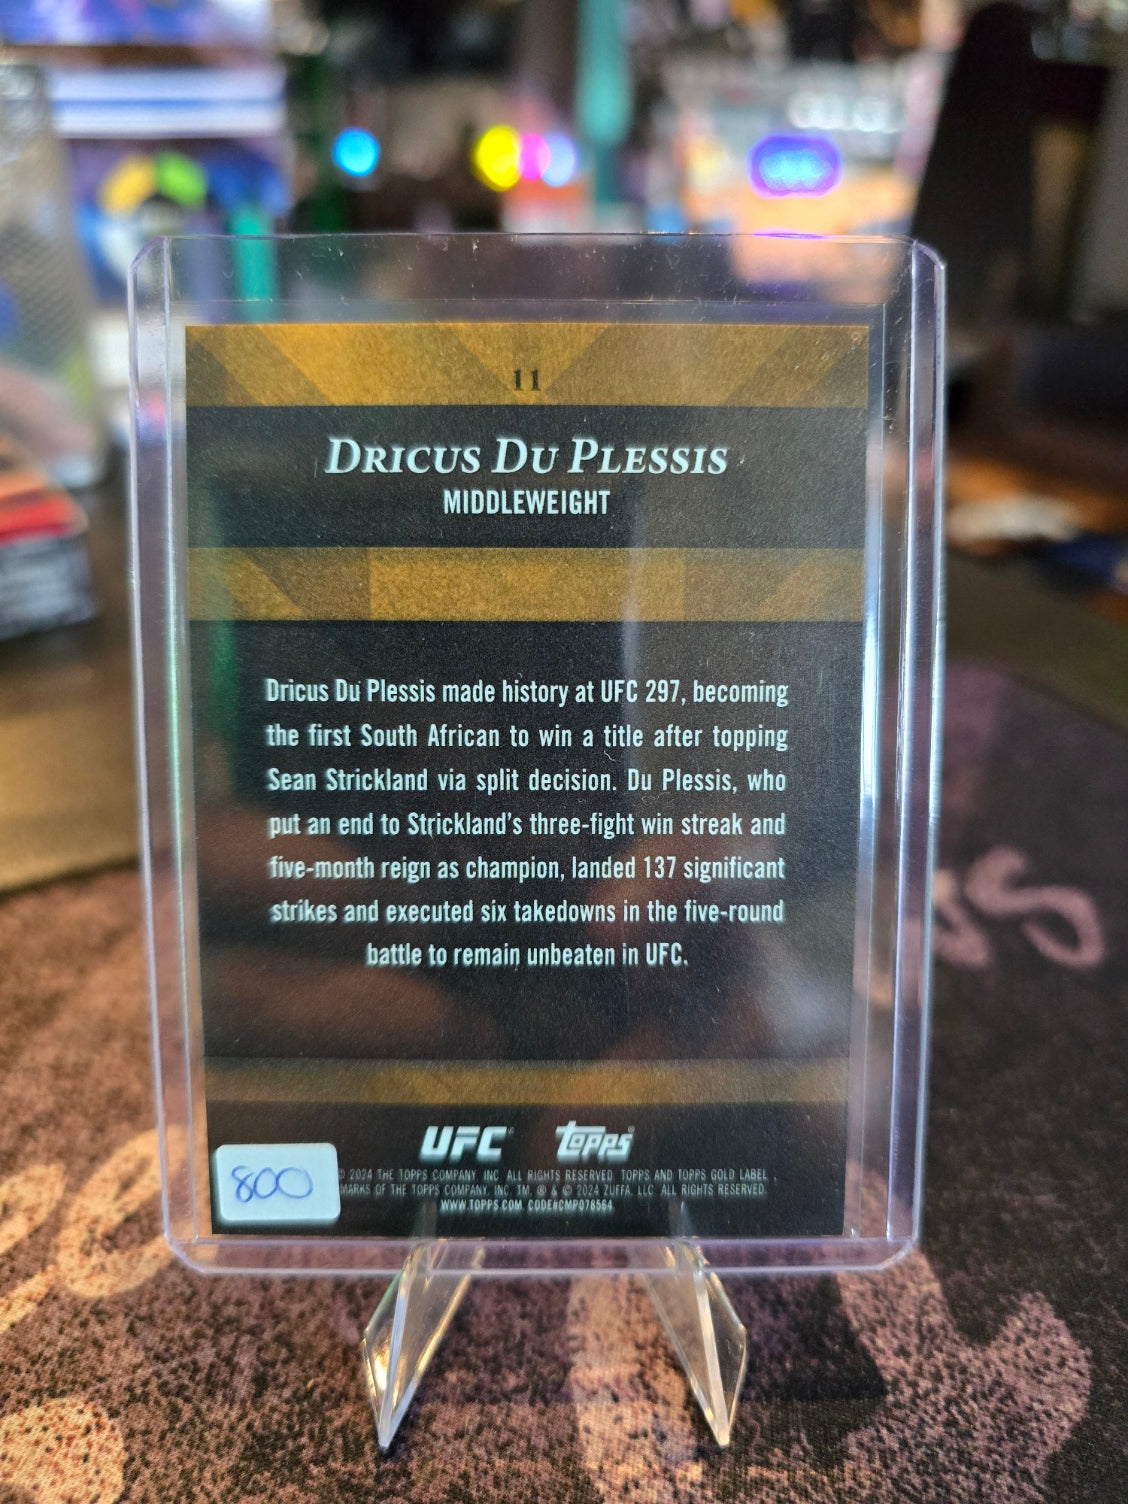 11
DRICUS DU PLESSIS
MIDDLEWEIGHT
Dricus Du Plessis made history at UFC 297, becoming
the first South African to win a title after topping
Sean Strickland via split decision. Du Plessis, who
put an end to Strickland's three-fight win streak and
five-month reign as champion, landed 137 significant
strikes and executed six takedowns in the five-round
battle to remain unbeaten in UFC.
UFC® TOPPS®
800
© 2024 THE TOPPS COMPANY, INC. ALL RIGHTS RESERVED. TOPPS AND TOPPS GOLD LABEL
MARKS OF THE TOPPS COMPANY, INC. TM, ® & © 2024 ZUFFA, LLC. ALL RIGHTS RESERVED.
WWW.TOPPS.COM. CODE#CMP078564